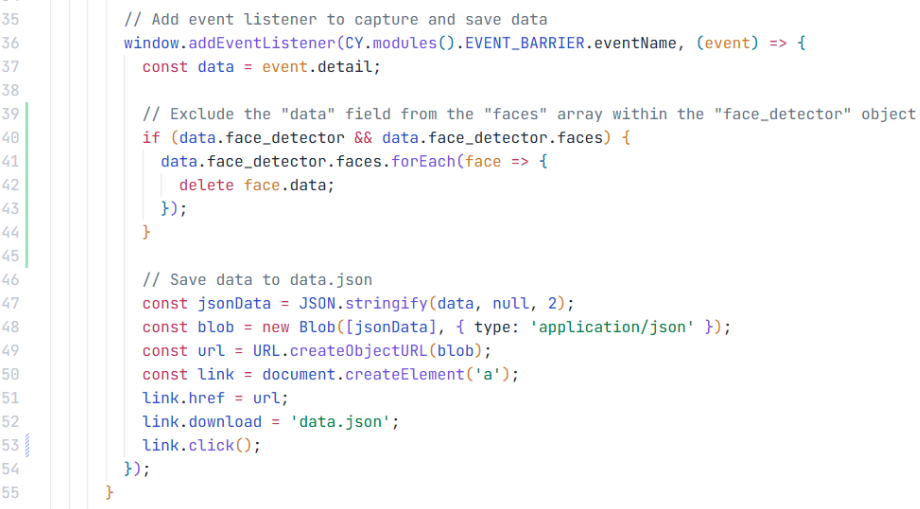 35 // Add event listener to capture and save data
36 window.addEventListener(CY.modules().EVENT_BARRIER.eventName, (event) => {
37 const data = event.detail;
38
39 // Exclude the "data" field from the "faces" array within the "face_detector" object
40 if (data.face_detector && data.face_detector.faces) {
41 data.face_detector.faces.forEach(face => {
42 delete face.data;
43 });
44 }
45
46 // Save data to data.json
47 const jsonData = JSON.stringify(data, null, 2);
48 const blob = new Blob([jsonData], { type: 'application/json' });
49 const url = URL.createObjectURL(blob);
50 const link = document.createElement('a');
51 link.href = url;
52 link.download = 'data.json';
53 link.click();
54 });
55 }